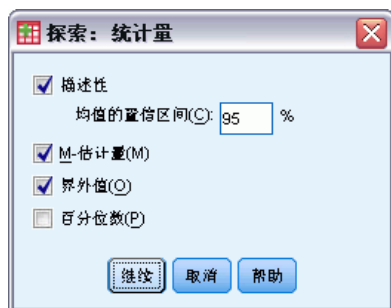 探索：统计量
描述性
均值的置信区间(C): 95 %
M-估计量(M)
界外值(O)
百分位数(P)
继续 取消 帮助